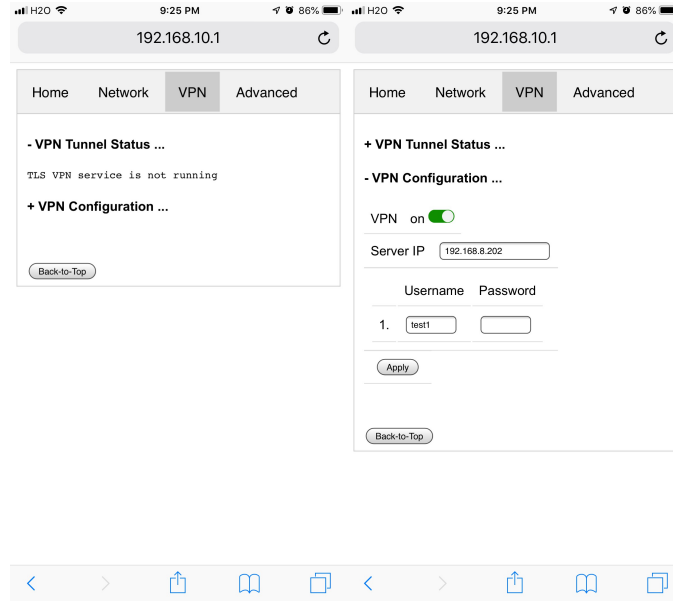 H2O 9:25 PM 86%
192.168.10.1
Home Network VPN Advanced
- VPN Tunnel Status ...
TLS VPN service is not running
+ VPN Configuration ...
Back-to-Top
H2O 9:25 PM 86%
192.168.10.1
Home Network VPN Advanced
+ VPN Tunnel Status ...
- VPN Configuration ...
VPN on
Server IP 192.168.8.202
Username Password
1. test1
Apply
Back-to-Top